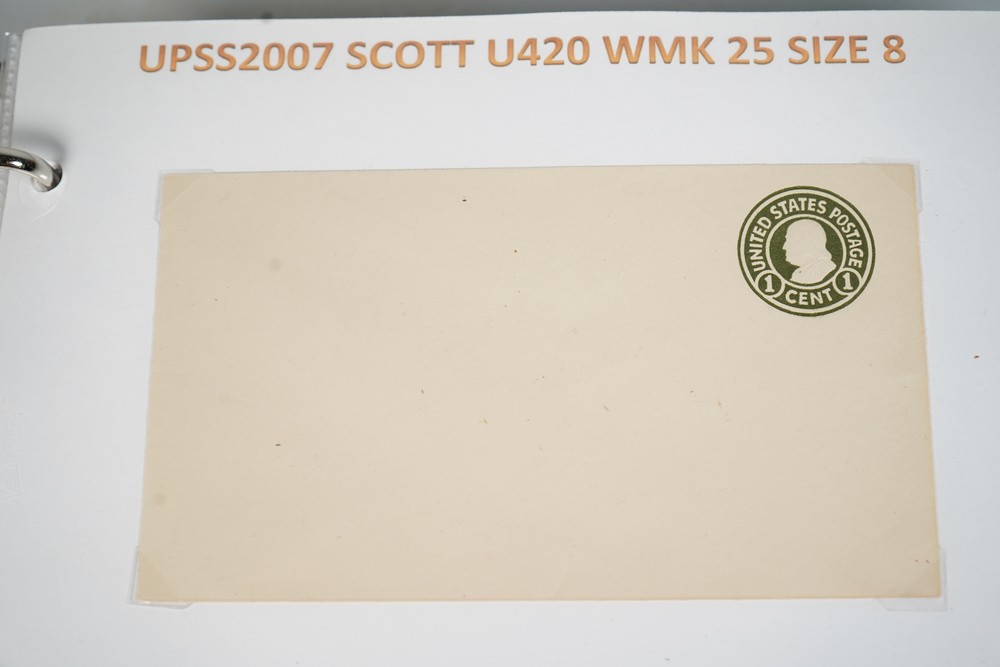 UPSS2007 SCOTT U420 WMK 25 SIZE 8
UNITED STATES POSTAGE
1 CENT 1